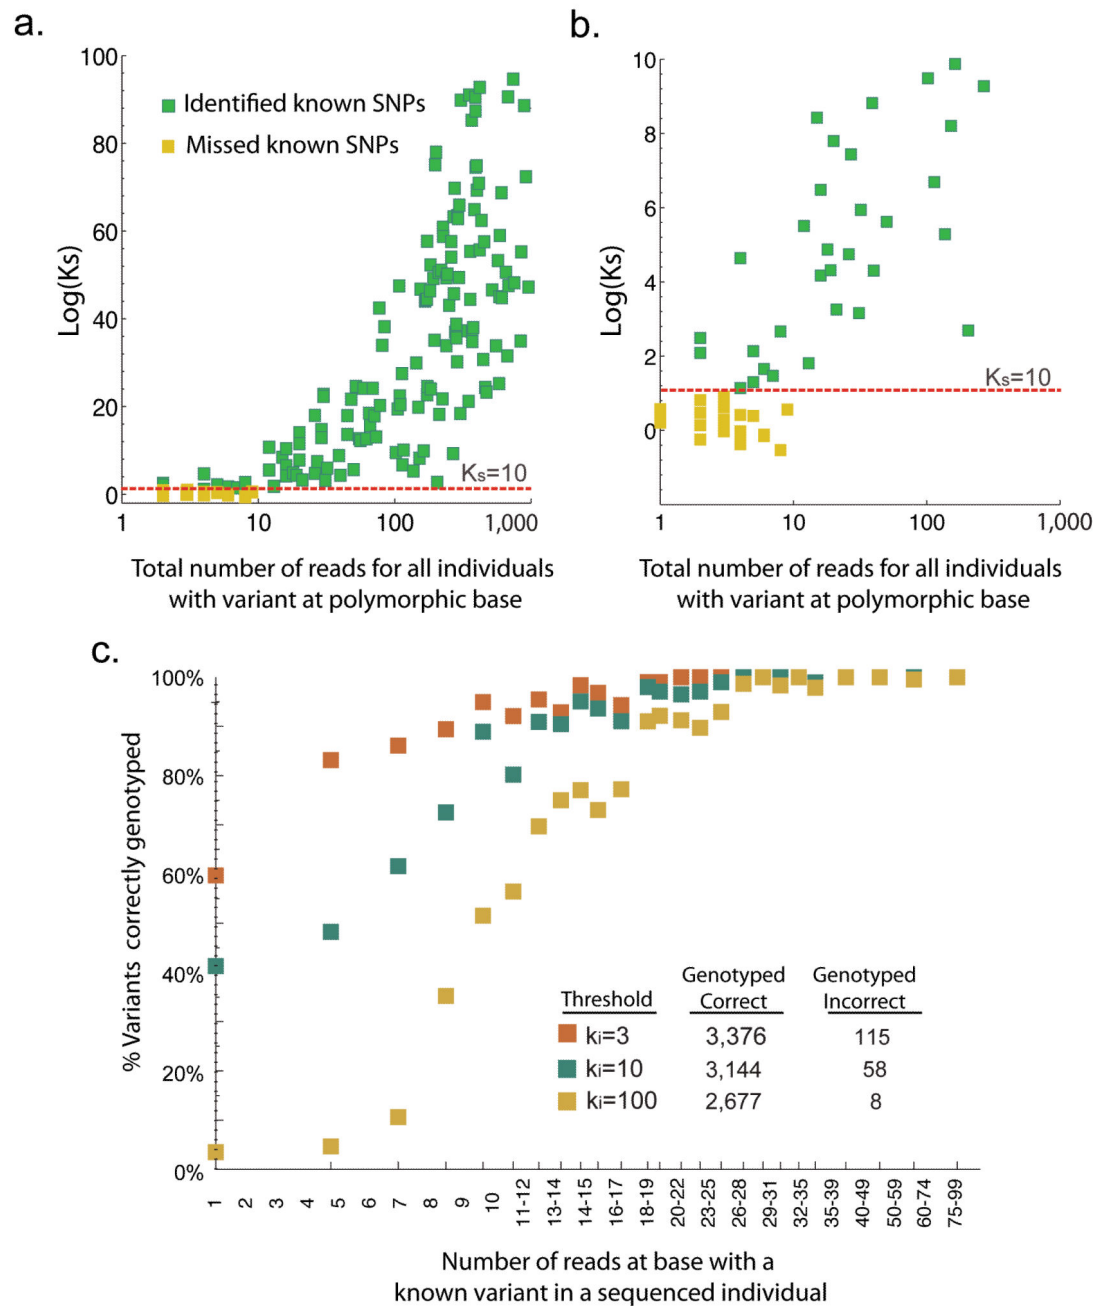 a.
100
80
60
40
20
0
Log(Ks)
Identified known SNPs
Missed known SNPs
Ks=10
1
10
100
1,000
Total number of reads for all individuals
with variant at polymorphic base
b.
10
8
6
4
2
0
Log(Ks)
Ks=10
1
10
100
1,000
Total number of reads for all individuals
with variant at polymorphic base
c.
100%
80%
60%
40%
20%
0%
% Variants correctly genotyped
Threshold
Genotyped
Correct
Genotyped
Incorrect
ki=3 3,376 115
ki=10 3,144 58
ki=100 2,677 8
1
2
3
4
5
6
7
8
9
10
11-12
13-14
14-15
16-17
18-19
20-22
23-25
26-28
29-31
32-35
35-39
40-49
50-59
60-74
75-99
Number of reads at base with a
known variant in a sequenced individual